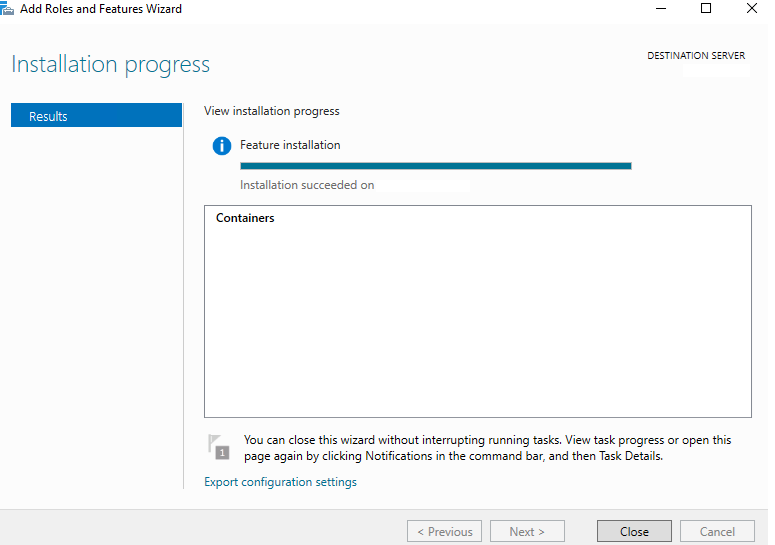 Add Roles and Features Wizard
Installation progress
DESTINATION SERVER
Results
View installation progress
Feature installation
Installation succeeded on
Containers
1
You can close this wizard without interrupting running tasks. View task progress or open this
page again by clicking Notifications in the command bar, and then Task Details.
Export configuration settings
< Previous
Next >
Close
Cancel